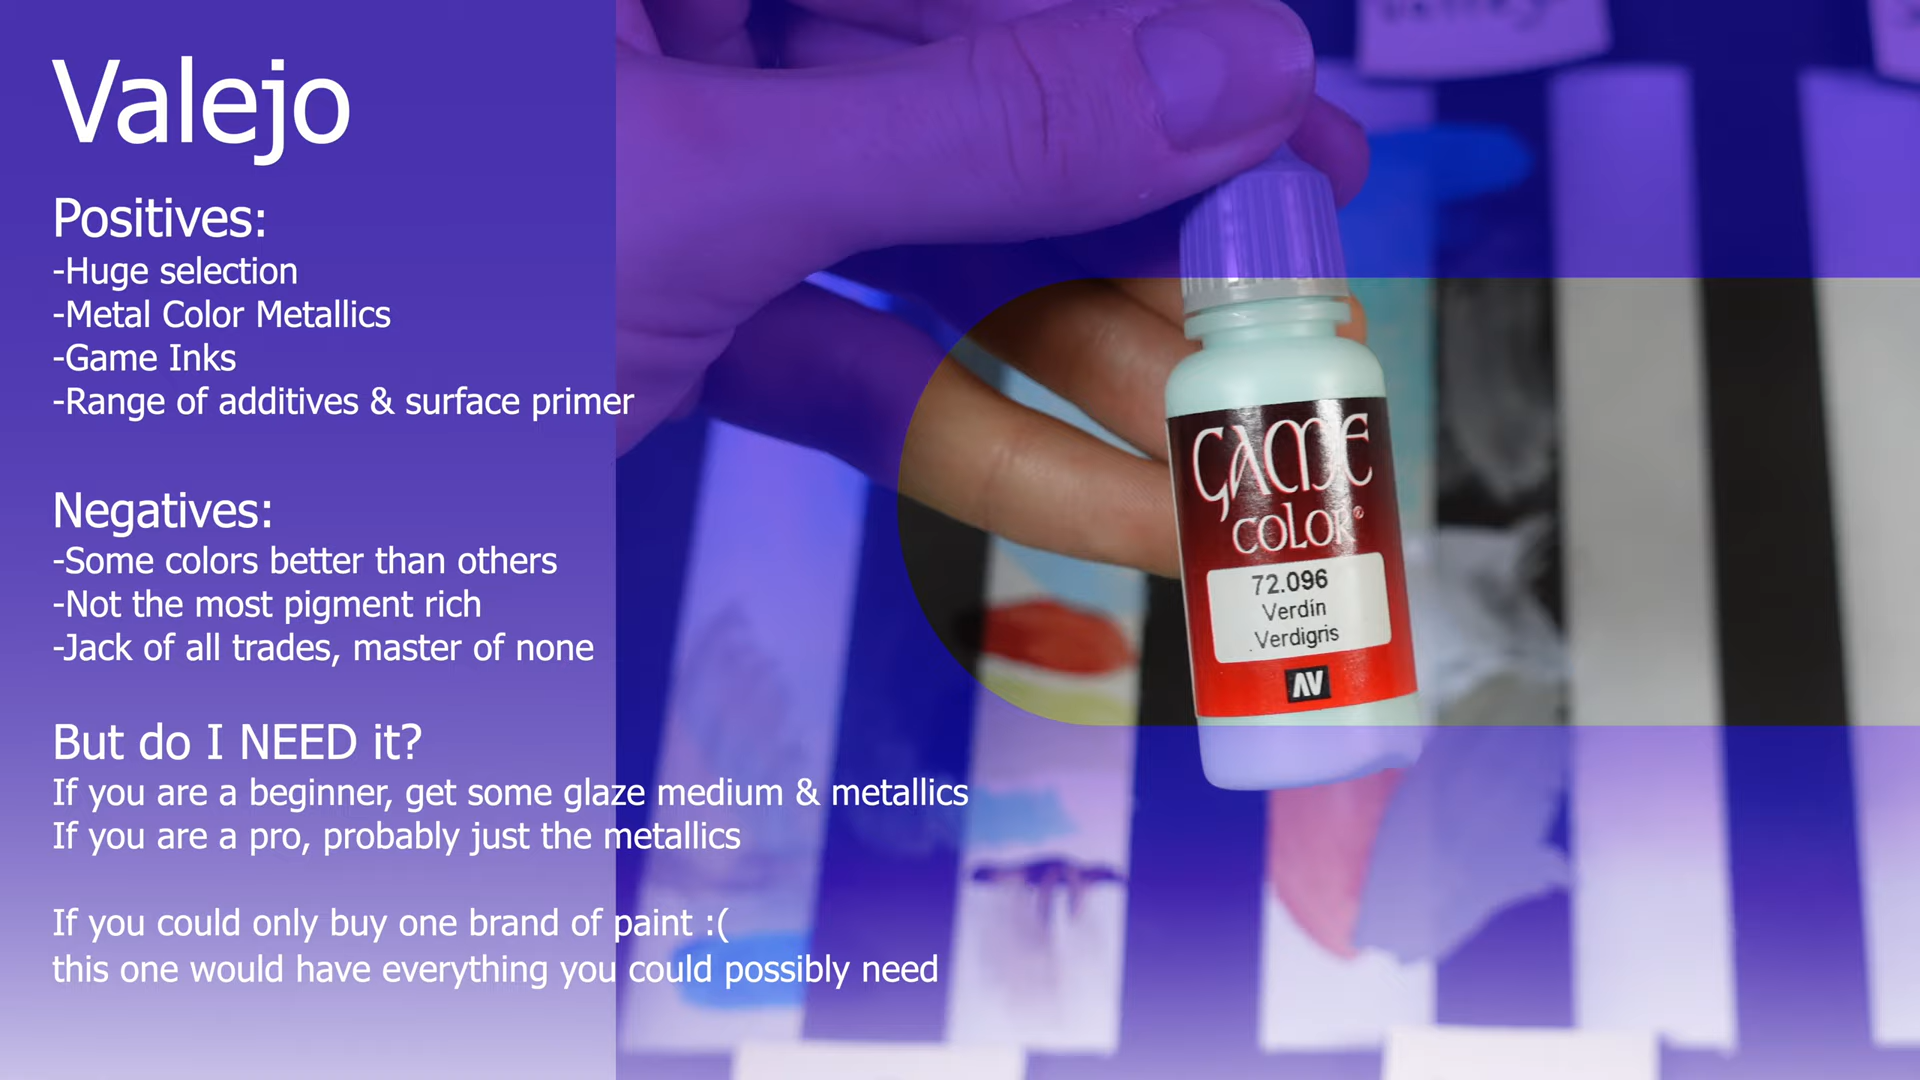 Valejo
Positives:
-Huge selection
-Metal Color Metallics
-Game Inks
-Range of additives & surface primer
Negatives:
-Some colors better than others
-Not the most pigment rich
-Jack of all trades, master of none
But do I NEED it?
If you are a beginner, get some glaze medium & metallics
If you are a pro, probably just the metallics
If you could only buy one brand of paint :(
this one would have everything you could possibly need
GAME
COLOR®
72.096
Verdín
Verdigris
AV